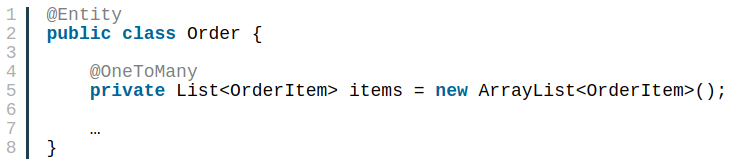 1 @Entity
2 public class Order {
3
4     @OneToMany
5     private List<OrderItem> items = new ArrayList<OrderItem>();
6
7     …
8 }